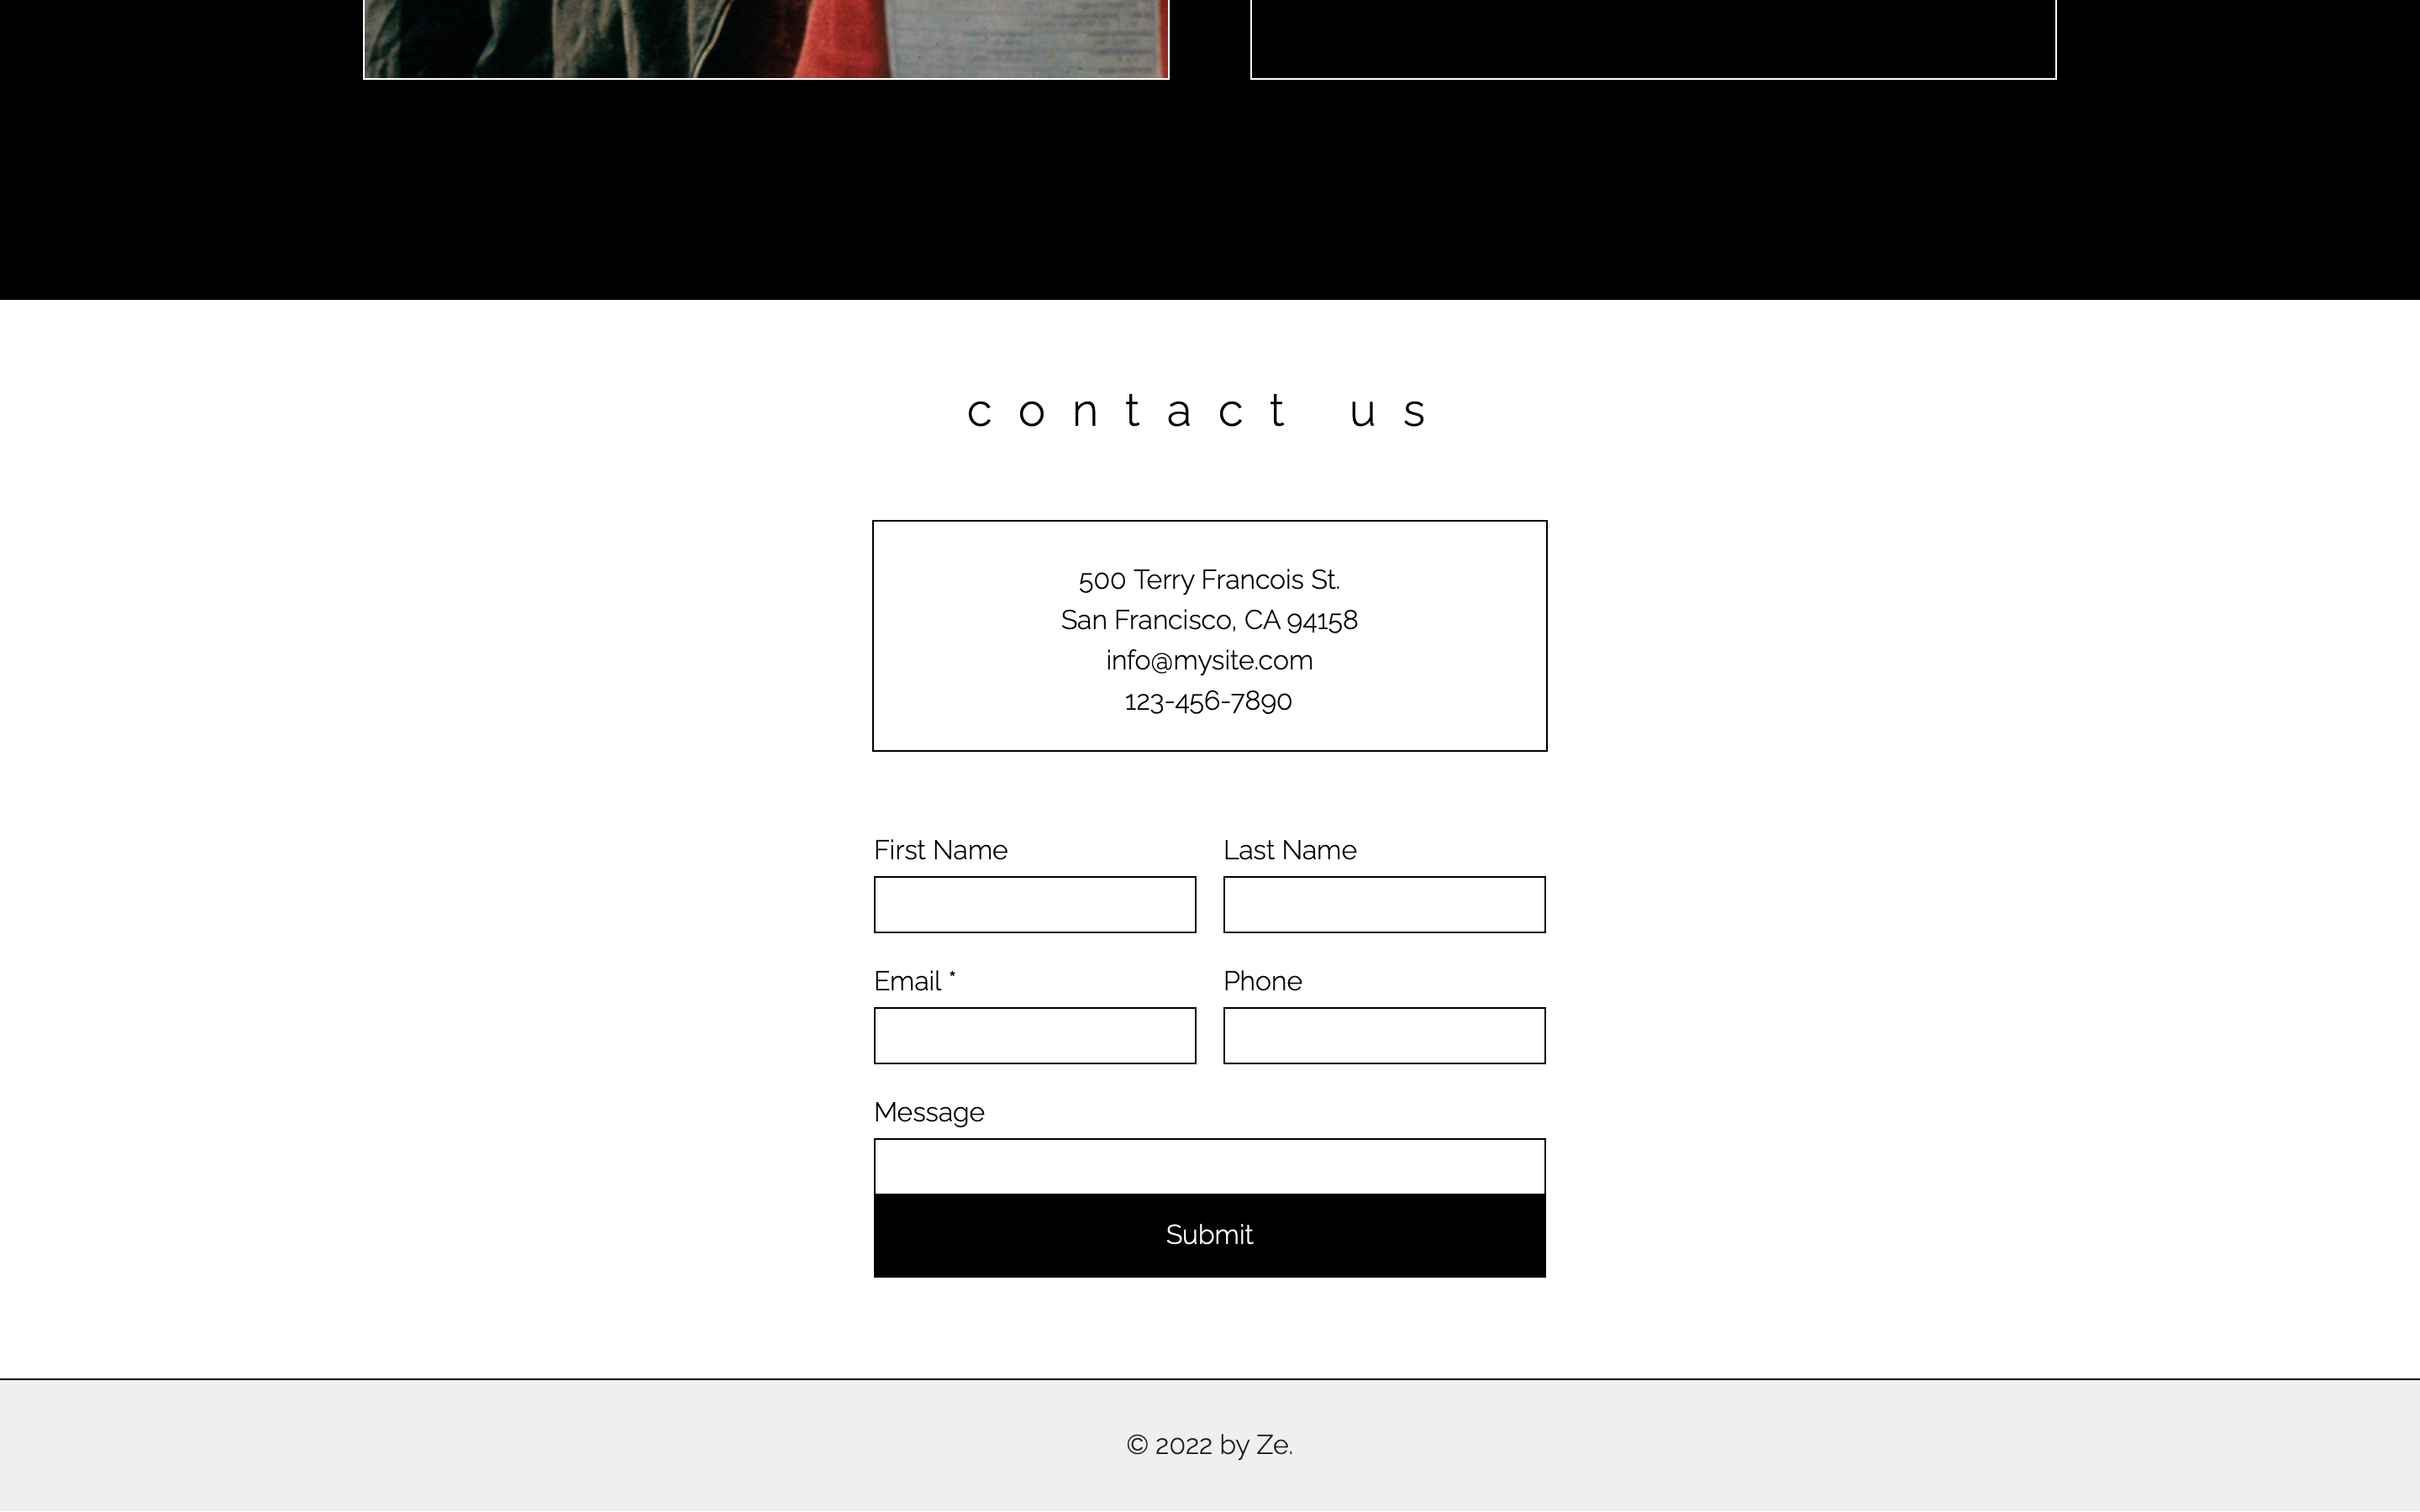 contact us
500 Terry Francois St.
San Francisco, CA 94158
info@mysite.com
123-456-7890
First Name
Last Name
Email *
Phone
Message
Submit
© 2022 by Ze.